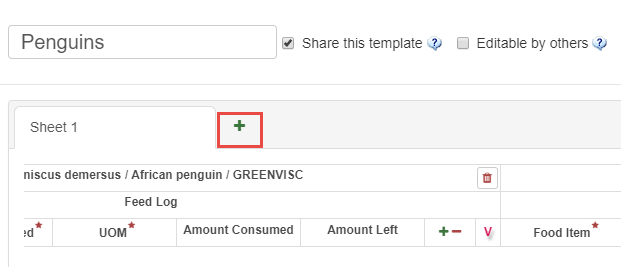 Penguins Share this template Editable by others
Sheet 1 +
niscus demersus / African penguin / GREENVISC
Feed Log
ed* UOM* Amount Consumed Amount Left + − V Food Item*